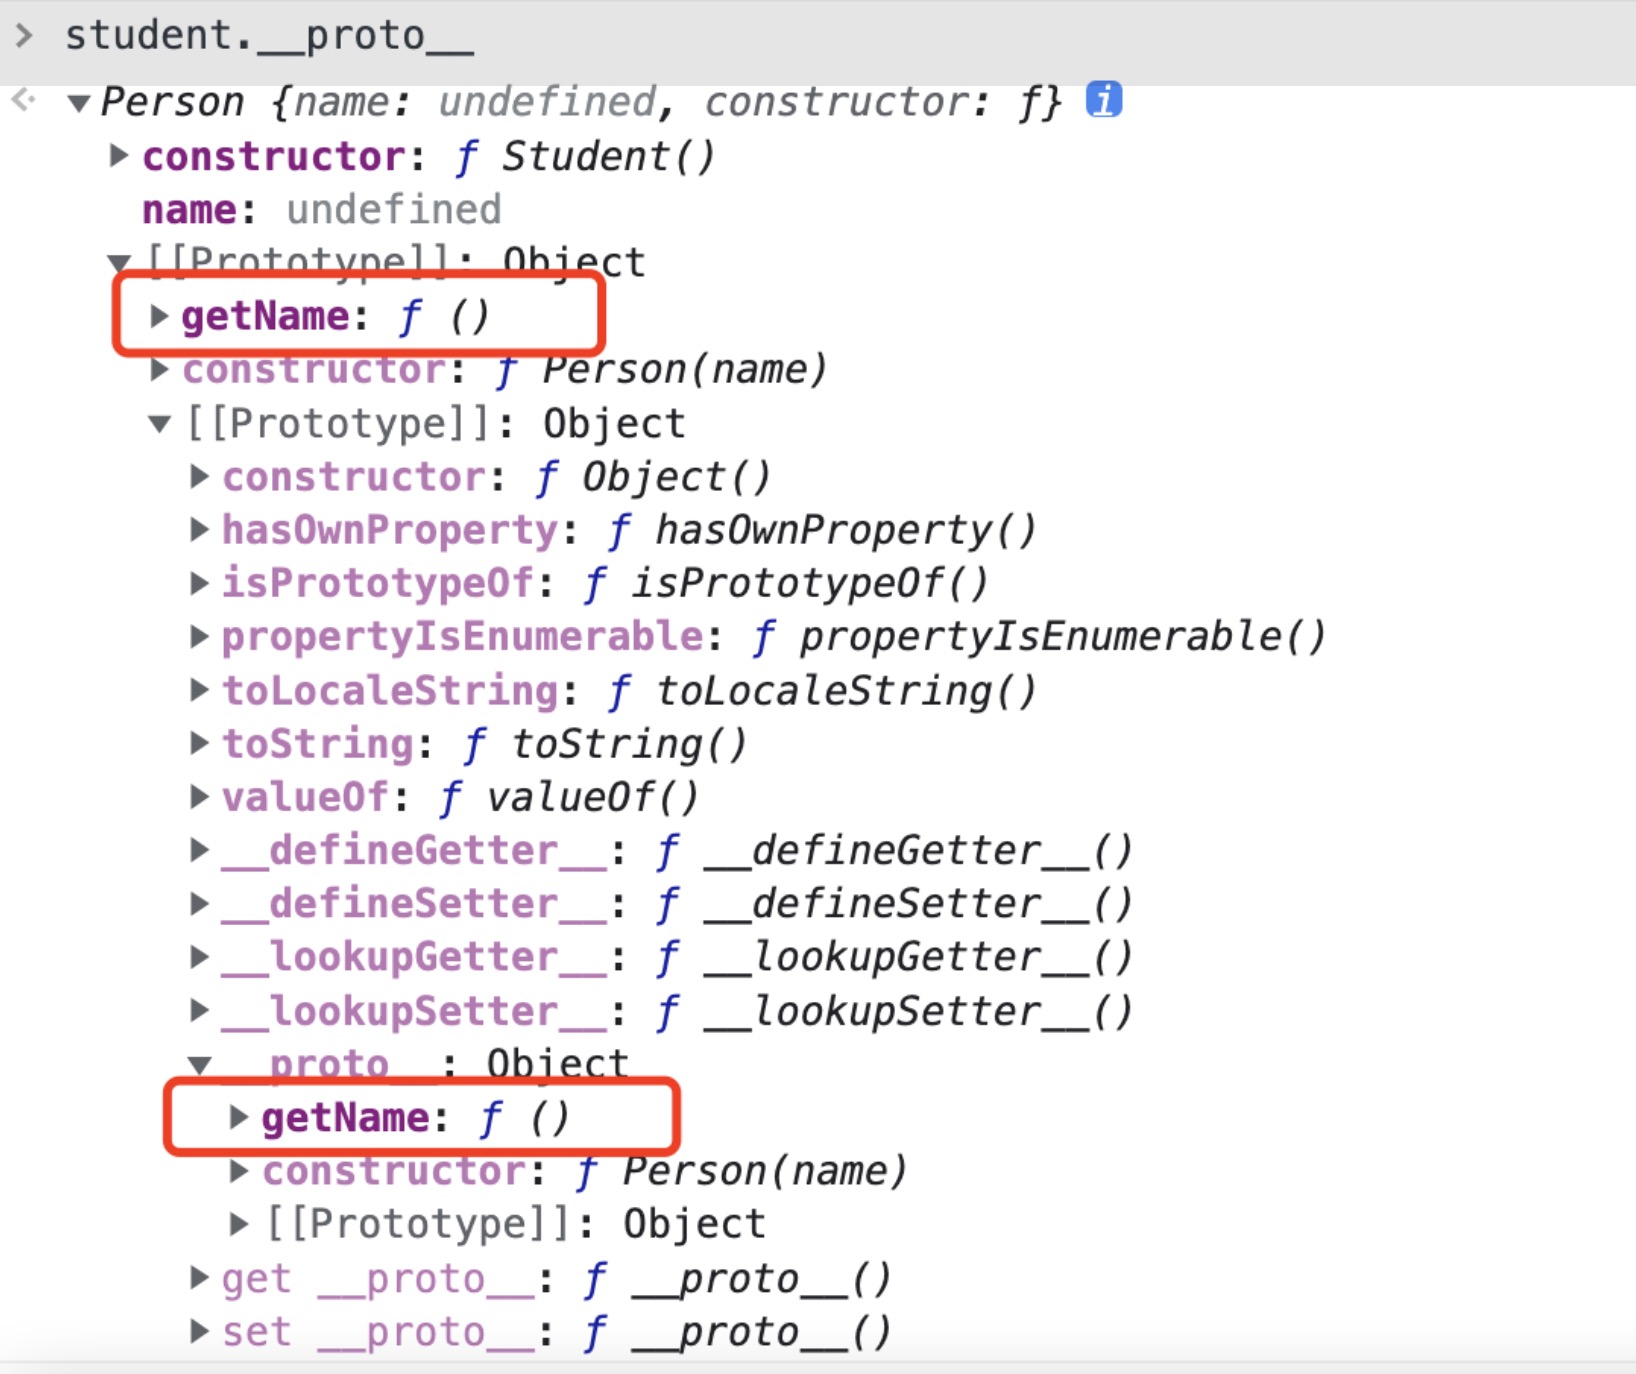 > student.__proto__
Person {name: undefined, constructor: ƒ} i
constructor: ƒ Student()
name: undefined
[[Prototype]]: Object
getName: ƒ ()
constructor: ƒ Person(name)
[[Prototype]]: Object
constructor: ƒ Object()
hasOwnProperty: ƒ hasOwnProperty()
isPrototypeOf: ƒ isPrototypeOf()
propertyIsEnumerable: ƒ propertyIsEnumerable()
toLocaleString: ƒ toLocaleString()
toString: ƒ toString()
valueOf: ƒ valueOf()
__defineGetter__: ƒ __defineGetter__()
__defineSetter__: ƒ __defineSetter__()
__lookupGetter__: ƒ __lookupGetter__()
__lookupSetter__: ƒ __lookupSetter__()
__proto__: Object
getName: ƒ ()
constructor: ƒ Person(name)
[[Prototype]]: Object
get __proto__: ƒ __proto__()
set __proto__: ƒ __proto__()